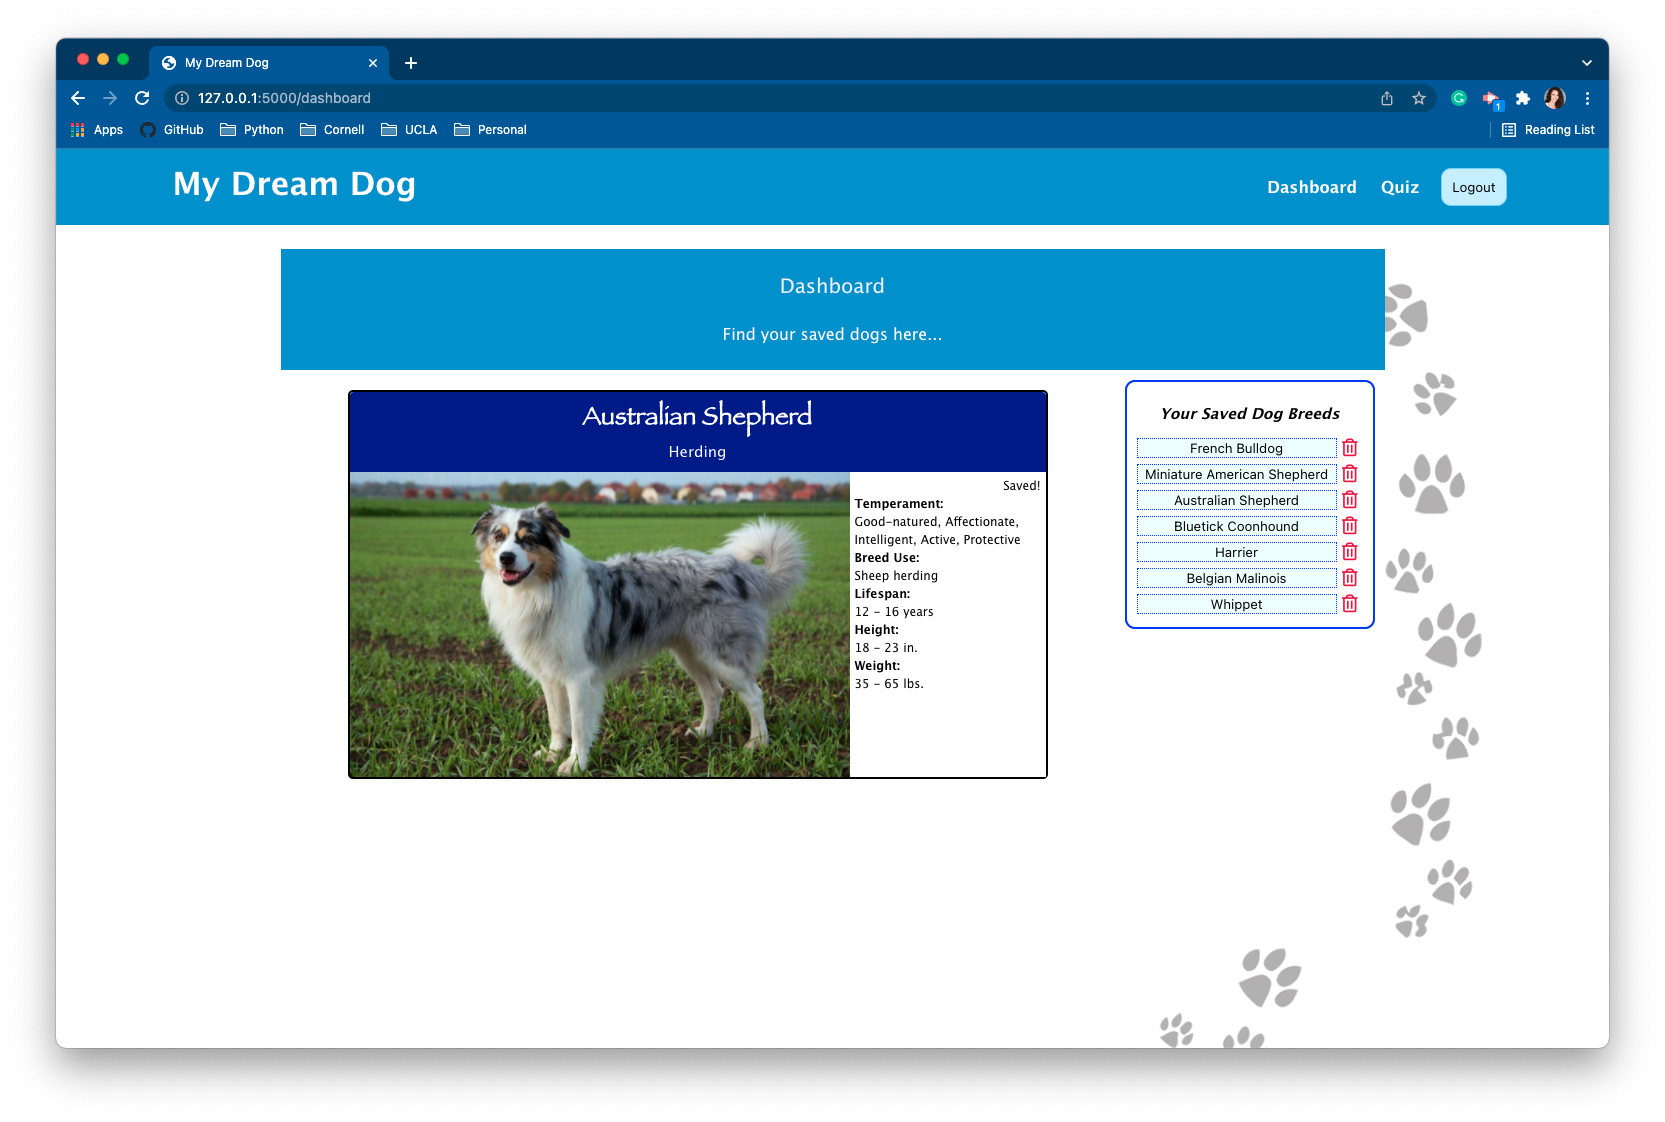 My Dream Dog
127.0.0.1:5000/dashboard
1
Apps GitHub Python Cornell UCLA Personal Reading List
My Dream Dog
Dashboard Quiz Logout
Dashboard
Find your saved dogs here...
Australian Shepherd
Herding
Saved!
Temperament:
Good-natured, Affectionate,
Intelligent, Active, Protective
Breed Use:
Sheep herding
Lifespan:
12 - 16 years
Height:
18 - 23 in.
Weight:
35 - 65 lbs.
Your Saved Dog Breeds
French Bulldog
Miniature American Shepherd
Australian Shepherd
Bluetick Coonhound
Harrier
Belgian Malinois
Whippet